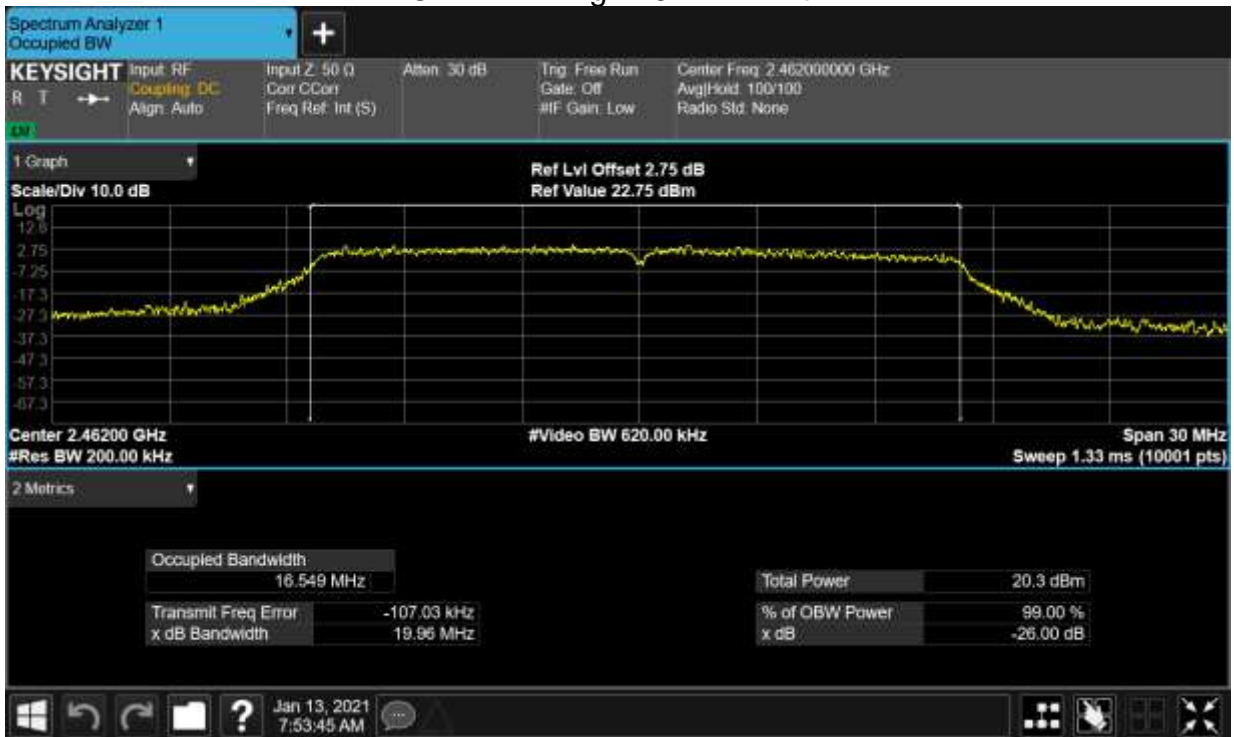 Spectrum Analyzer 1
Occupied BW
+
KEYSIGHT
R T
Input: RF
Coupling: DC
Align: Auto
Input Z: 50 Ω
Corr CCorr
Freq Ref: Int (S)
Atten: 30 dB
Trig: Free Run
Gate: Off
#IF Gain: Low
Center Freq: 2.462000000 GHz
Avg|Hold: 100/100
Radio Std: None
1 Graph
Scale/Div 10.0 dB
Ref Lvl Offset 2.75 dB
Ref Value 22.75 dBm
Log
12.8
2.75
-7.25
-17.3
-27.3
-37.3
-47.3
-57.3
-67.3
Center 2.46200 GHz
#Res BW 200.00 kHz
#Video BW 620.00 kHz
Span 30 MHz
Sweep 1.33 ms (10001 pts)
2 Metrics
Occupied Bandwidth
16.549 MHz
Transmit Freq Error -107.03 kHz
x dB Bandwidth 19.96 MHz
Total Power 20.3 dBm
% of OBW Power 99.00 %
x dB -26.00 dB
?
Jan 13, 2021
7:53:45 AM